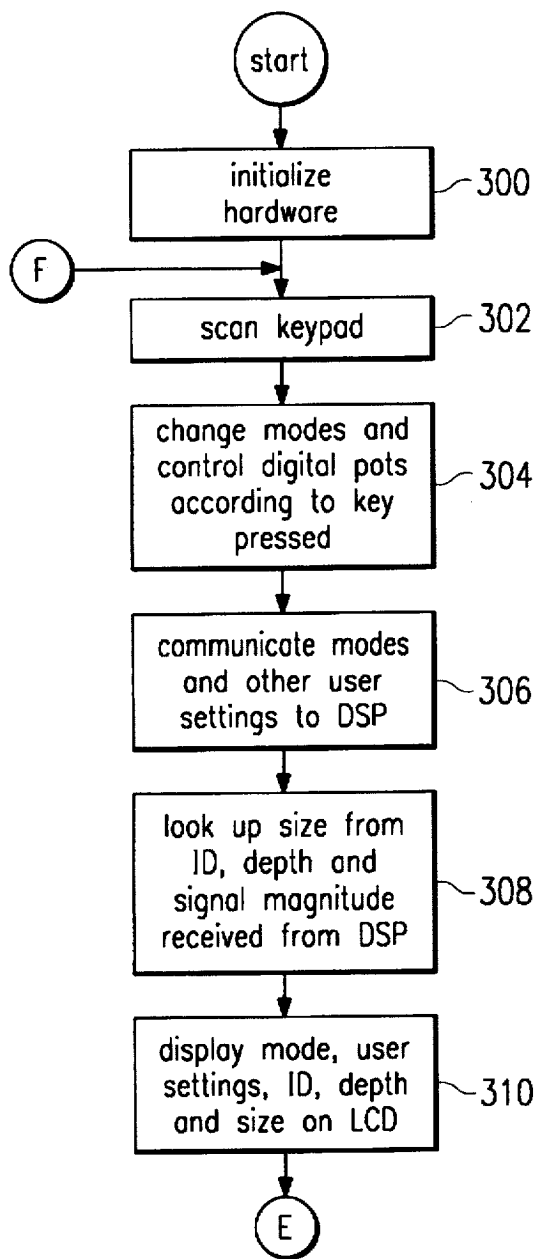 start
initialize
hardware
300
F
scan keypad
302
change modes and
control digital pots
according to key
pressed
304
communicate modes
and other user
settings to DSP
306
look up size from
ID, depth and
signal magnitude
received from DSP
308
display mode, user
settings, ID, depth
and size on LCD
310
E